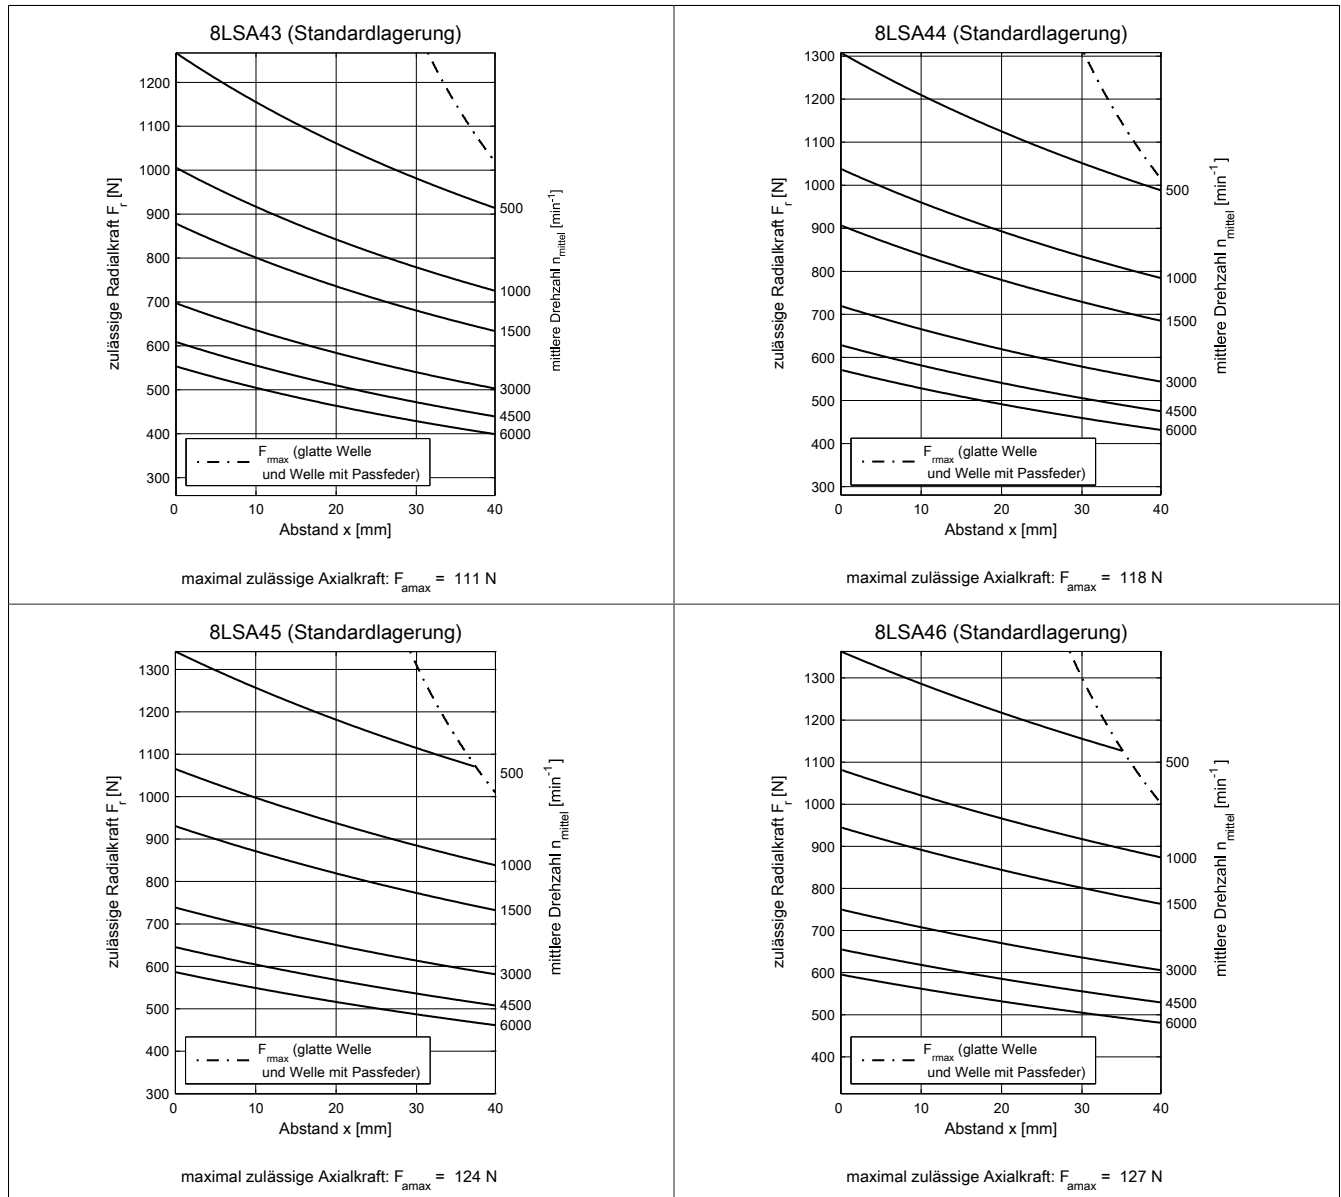 8LSA43 (Standardlagerung)
zulässige Radialkraft F_r [N]
1200
1100
1000
900
800
700
600
500
400
300
500
1000
1500
3000
4500
6000
mittlere Drehzahl n_mittel [min^-1]
F_rmax (glatte Welle
und Welle mit Passfeder)
0 10 20 30 40
Abstand x [mm]
maximal zulässige Axialkraft: F_amax = 111 N
8LSA44 (Standardlagerung)
zulässige Radialkraft F_r [N]
1300
1200
1100
1000
900
800
700
600
500
400
300
500
1000
1500
3000
4500
6000
mittlere Drehzahl n_mittel [min^-1]
F_rmax (glatte Welle
und Welle mit Passfeder)
0 10 20 30 40
Abstand x [mm]
maximal zulässige Axialkraft: F_amax = 118 N
8LSA45 (Standardlagerung)
zulässige Radialkraft F_r [N]
1300
1200
1100
1000
900
800
700
600
500
400
300
500
1000
1500
3000
4500
6000
mittlere Drehzahl n_mittel [min^-1]
F_rmax (glatte Welle
und Welle mit Passfeder)
0 10 20 30 40
Abstand x [mm]
maximal zulässige Axialkraft: F_amax = 124 N
8LSA46 (Standardlagerung)
zulässige Radialkraft F_r [N]
1300
1200
1100
1000
900
800
700
600
500
400
500
1000
1500
3000
4500
6000
mittlere Drehzahl n_mittel [min^-1]
F_rmax (glatte Welle
und Welle mit Passfeder)
0 10 20 30 40
Abstand x [mm]
maximal zulässige Axialkraft: F_amax = 127 N